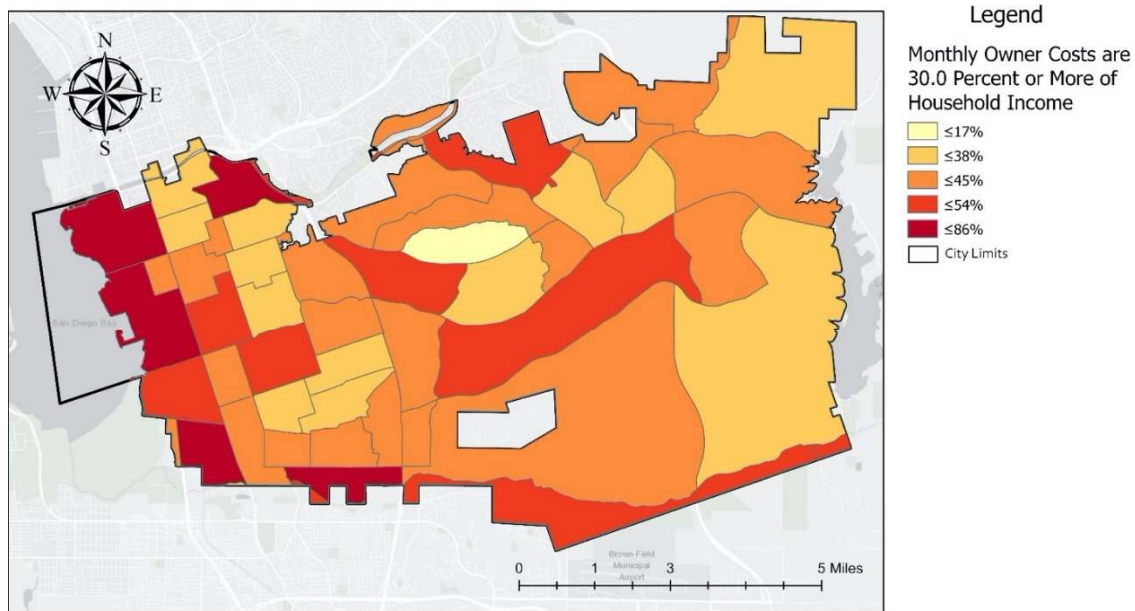 Legend
Monthly Owner Costs are
30.0 Percent or More of
Household Income
≤17%
≤38%
≤45%
≤54%
≤86%
City Limits
N
W E
S
San Diego Bay
Brown Field
Municipal
Airport
0 1 3 5 Miles